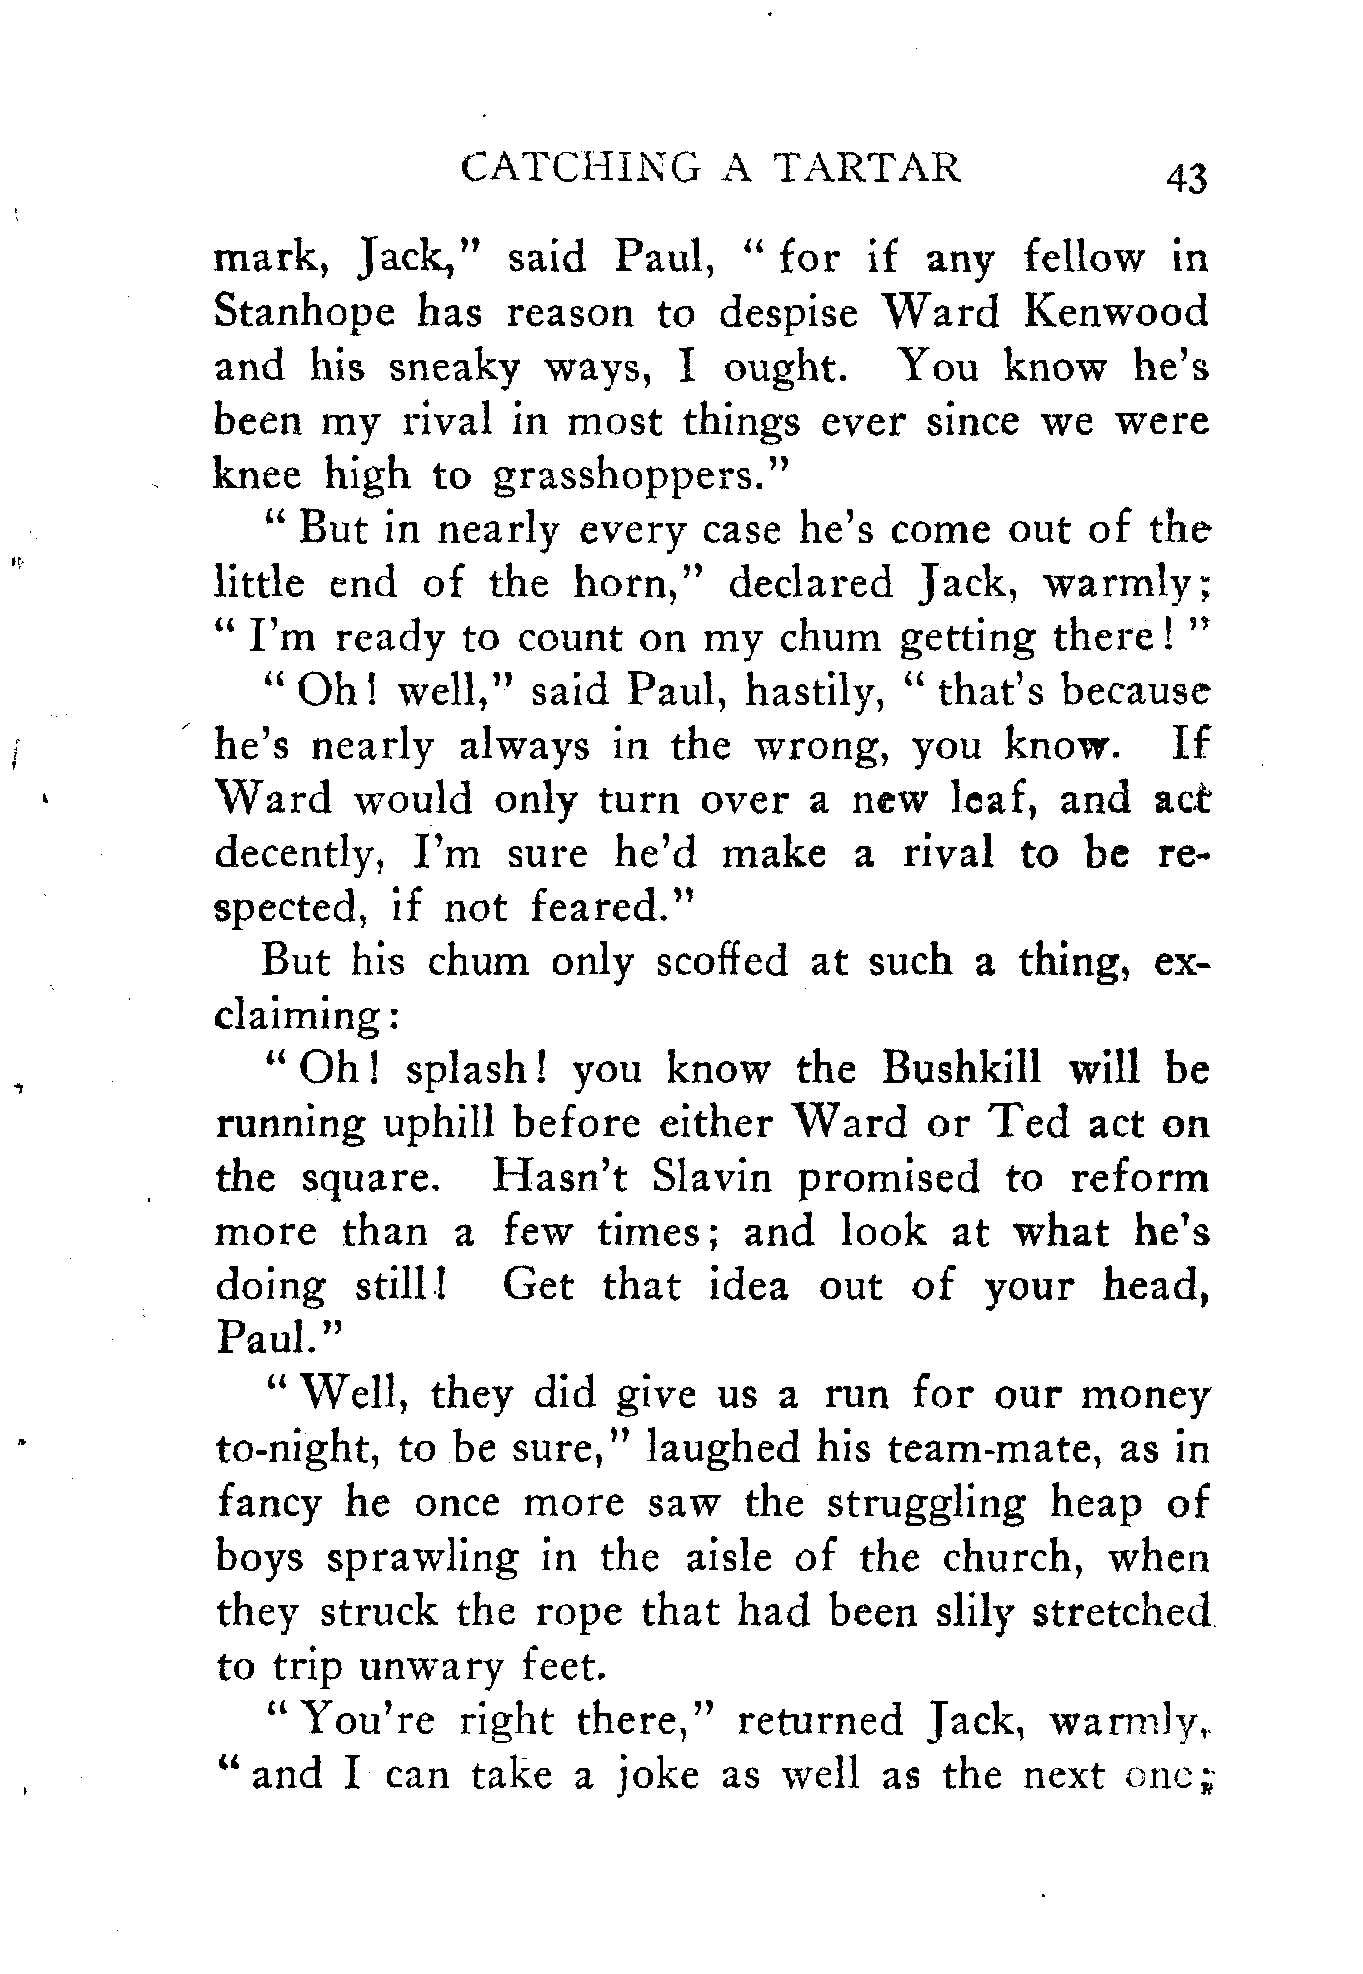 CATCHING A TARTAR 43
mark, Jack," said Paul, "for if any fellow in
Stanhope has reason to despise Ward Kenwood
and his sneaky ways, I ought. You know he's
been my rival in most things ever since we were
knee high to grasshoppers."
"But in nearly every case he's come out of the
little end of the horn," declared Jack, warmly;
"I'm ready to count on my chum getting there!"
"Oh! well," said Paul, hastily, "that's because
he's nearly always in the wrong, you know. If
Ward would only turn over a new leaf, and act
decently, I'm sure he'd make a rival to be re-
spected, if not feared."
But his chum only scoffed at such a thing, ex-
claiming:
"Oh! splash! you know the Bushkill will be
running uphill before either Ward or Ted act on
the square. Hasn't Slavin promised to reform
more than a few times; and look at what he's
doing still! Get that idea out of your head,
Paul."
"Well, they did give us a run for our money
to-night, to be sure," laughed his team-mate, as in
fancy he once more saw the struggling heap of
boys sprawling in the aisle of the church, when
they struck the rope that had been slily stretched
to trip unwary feet.
"You're right there," returned Jack, warmly,
"and I can take a joke as well as the next one;